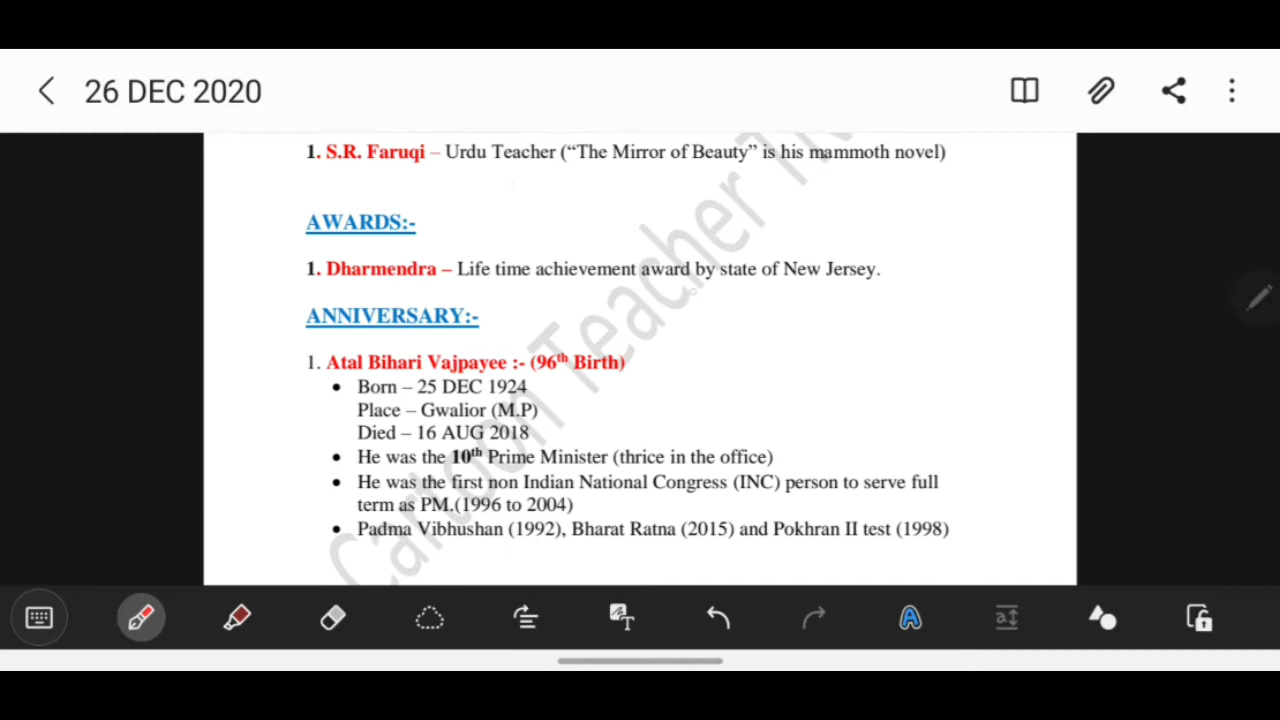 26 DEC 2020
1. S.R. Faruqi – Urdu Teacher (“The Mirror of Beauty” is his mammoth novel)
AWARDS:-
1. Dharmendra – Life time achievement award by state of New Jersey.
ANNIVERSARY:-
1. Atal Bihari Vajpayee :- (96th Birth)
• Born – 25 DEC 1924
Place – Gwalior (M.P)
Died – 16 AUG 2018
• He was the 10th Prime Minister (thrice in the office)
• He was the first non Indian National Congress (INC) person to serve full
term as PM.(1996 to 2004)
• Padma Vibhushan (1992), Bharat Ratna (2015) and Pokhran II test (1998)
Cartoon Teacher